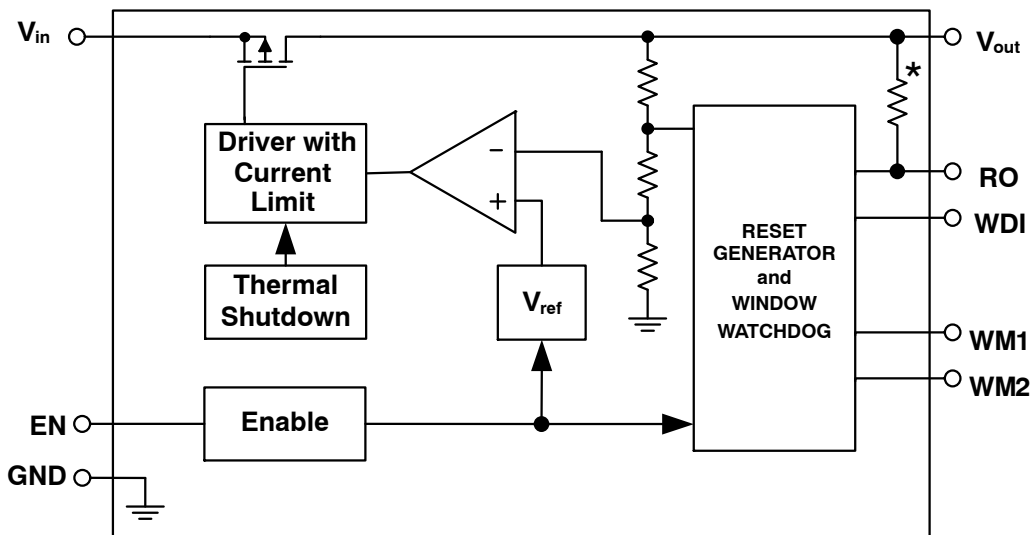 Vin
Vout
*
Driver with
Current
Limit
−
+
RO
WDI
RESET
GENERATOR
and
WINDOW
WATCHDOG
Thermal
Shutdown
Vref
WM1
WM2
EN
Enable
GND